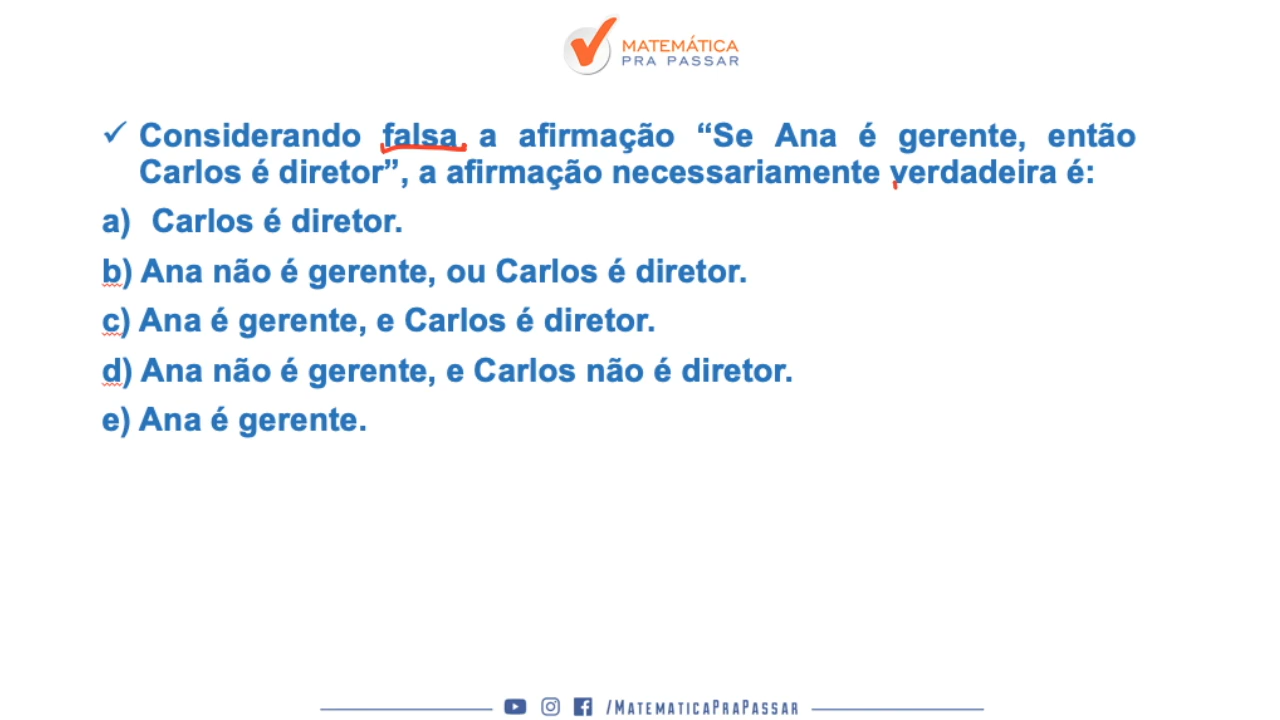 MATEMÁTICA
PRA PASSAR
✓ Considerando falsa a afirmação “Se Ana é gerente, então
Carlos é diretor”, a afirmação necessariamente verdadeira é:
a) Carlos é diretor.
b) Ana não é gerente, ou Carlos é diretor.
c) Ana é gerente, e Carlos é diretor.
d) Ana não é gerente, e Carlos não é diretor.
e) Ana é gerente.
/MATEMATICAPRAPASSAR